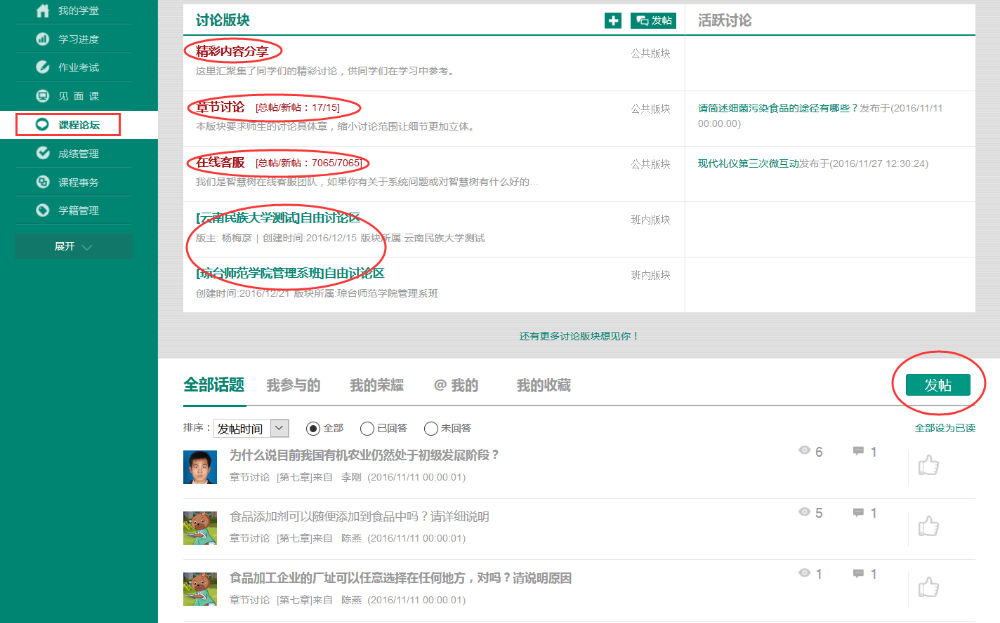 我的学堂
学习进度
作业考试
见 面 课
课程论坛
成绩管理
课程事务
学籍管理
展开
讨论版块
发帖
活跃讨论
精彩内容分享
公共版块
这里汇聚集了同学们的精彩讨论，供同学们在学习中参考。
章节讨论 [总帖/新帖：17/15]
公共版块
本版块要求师生的讨论具体章，缩小讨论范围让细节更加立体。
请简述细菌污染食品的途径有哪些？发布于(2016/11/11
00:00:00)
在线客服 [总帖/新帖：7065/7065]
公共版块
我们是智慧树在线客服团队，如果你有关于系统问题或对智慧树有什么好的...
现代礼仪第三次微互动发布于(2016/11/27 12:30:24)
[云南民族大学测试]自由讨论区
班内版块
版主: 杨梅彦 | 创建时间:2016/12/15 版块所属:云南民族大学测试
[琼台师范学院管理系班]自由讨论区
班内版块
创建时间:2016/12/21 版块所属:琼台师范学院管理系班
还有更多讨论版块想见你！
全部话题 我参与的 我的荣耀 @ 我的 我的收藏
发帖
排序：发帖时间 全部 已回答 未回答
全部设为已读
为什么说目前我国有机农业仍然处于初级发展阶段？
6 1
章节讨论 [第七章]来自 李刚 (2016/11/11 00:00:01)
食品添加剂可以随便添加到食品中吗？请详细说明
5 1
章节讨论 [第七章]来自 陈燕 (2016/11/11 00:00:01)
食品加工企业的厂址可以任意选择在任何地方，对吗？请说明原因
1 1
章节讨论 [第七章]来自 陈燕 (2016/11/11 00:00:01)